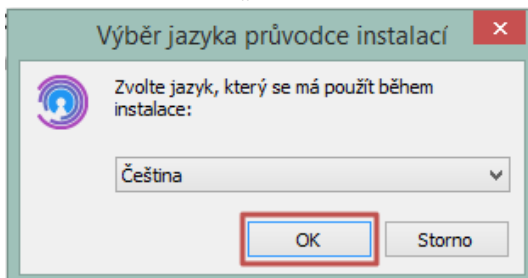 Výběr jazyka průvodce instalací
Zvolte jazyk, který se má použít během
instalace:
Čeština
OK
Storno